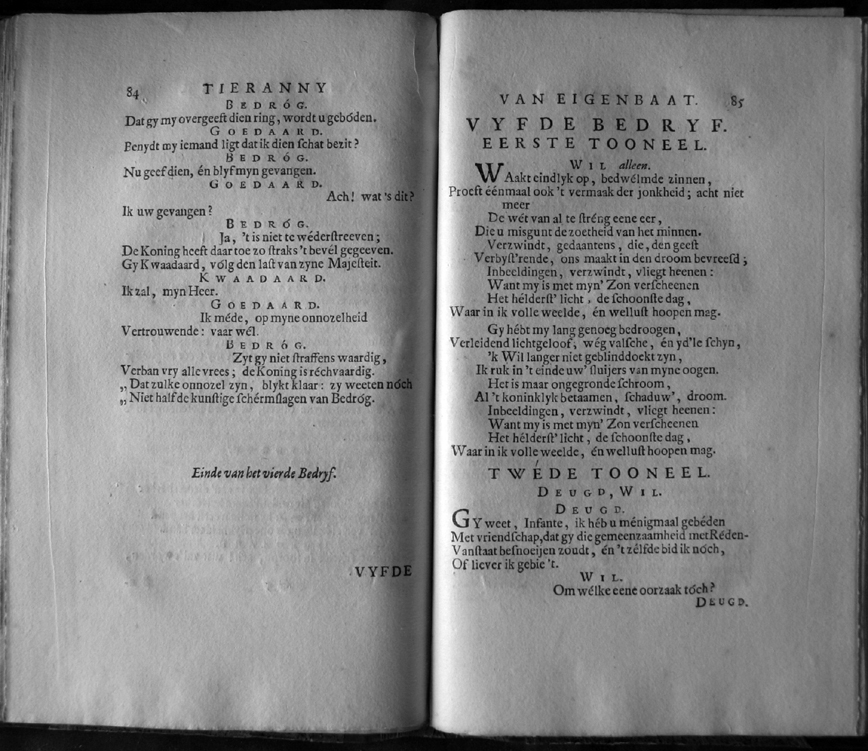 84 TIERANNY
BEDRÓG.
Dat gy my overgeeft dien ring, wordt u gebóden.
GOEDAARD.
Benydt my iemand ligt dat ik dien schat bezit?
BEDRÓG.
Nu geef dien, én blyf myn gevangen.
GOEDAARD.
Ach! wat 's dit?
Ik uw gevangen?
BEDRÓG.
Ja, 't is niet te wéderstreeven;
De Koning heeft daar toe zo straks 't bevél gegeeven.
Gy Kwaadaard, vólg den last van zyne Majesteit.
KWAADAARD.
Ik zal, myn Heer.
GOEDAARD.
Ik méde, op myne onnozelheid
Vertrouwende: vaar wél.
BEDRÓG.
Zyt gy niet straffens waardig,
Verban vry alle vrees; de Koning is réchvaardig.
„ Dat zulke onnozel zyn, blykt klaar: zy weeten nóch
„ Niet half de kunstige schérmslagen van Bedróg.
Einde van het vierde Bedryf.
VYFDE
VAN EIGENBAAT. 85
VYFDE BEDRYF.
EERSTE TOONEEL.
WIL alleen.
WAakt eindlyk op, bedwélmde zinnen,
Proeft éénmaal ook 't vermaak der jonkheid; acht niet
meer
De wét van al te stréng eene eer,
Die u misgunt de zoetheid van het minnen.
Verzwindt, gedaantens, die, den geest
Verbyst'rende, ons maakt in den droom bevreesd;
Inbeeldingen, verzwindt, vliegt heenen:
Want my is met myn' Zon verscheenen
Het hélderst' licht, de schoonste dag,
Waar in ik volle weelde, én wellust hoopen mag.
Gy hébt my lang genoeg bedroogen,
Verleidend lichtgeloof, wég valsche, én yd'le schyn,
'k Wil langer niet geblinddoekt zyn,
Ik ruk in 't einde uw' sluijers van myne oogen.
Het is maar ongegronde schroom,
Al 't koninklyk betaamen, schaduw', droom.
Inbeeldingen, verzwindt, vliegt heenen:
Want my is met myn' Zon verscheenen
Het hélderst' licht, de schoonste dag,
Waar in ik volle weelde, én wellust hoopen mag.
TWÉDE TOONEEL.
DEUGD, WIL.
DEUGD.
GY weet, Infante, ik héb u ménigmaal gebéden
Met vriendschap, dat gy die gemeenzaamheid met Réden-
Vanstaat besnoeijen zoudt, én 't zélfde bid ik nóch,
Of liever ik gebie 't.
WIL.
Om wélke eene oorzaak tóch?
DEUGD.